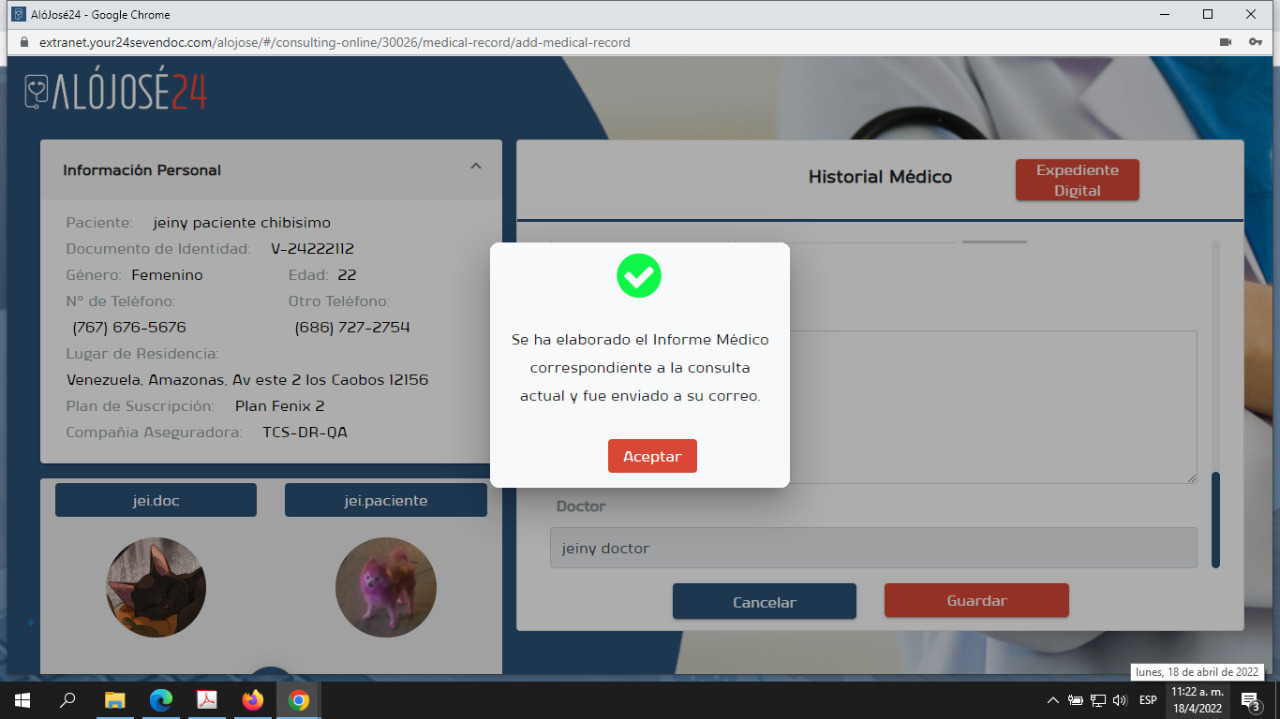 AlóJosé24 - Google Chrome
extranet.your24sevendoc.com/alojose/#/consulting-online/30026/medical-record/add-medical-record
ALÓJOSÉ24
Información Personal
Paciente: jeiny paciente chibisimo
Documento de Identidad: V-24222112
Género: Femenino Edad: 22
Nº de Teléfono: Otro Teléfono:
(767) 676-5676 (686) 727-2754
Lugar de Residencia:
Venezuela, Amazonas, Av este 2 los Caobos 12156
Plan de Suscripción: Plan Fenix 2
Compañia Aseguradora: TCS-DR-QA
jei.doc jei.paciente
Historial Médico
Expediente
Digital
Se ha elaborado el Informe Médico
correspondiente a la consulta
actual y fue enviado a su correo.
Aceptar
Doctor
jeiny doctor
Cancelar Guardar
lunes, 18 de abril de 2022
ESP
11:22 a. m.
18/4/2022
3